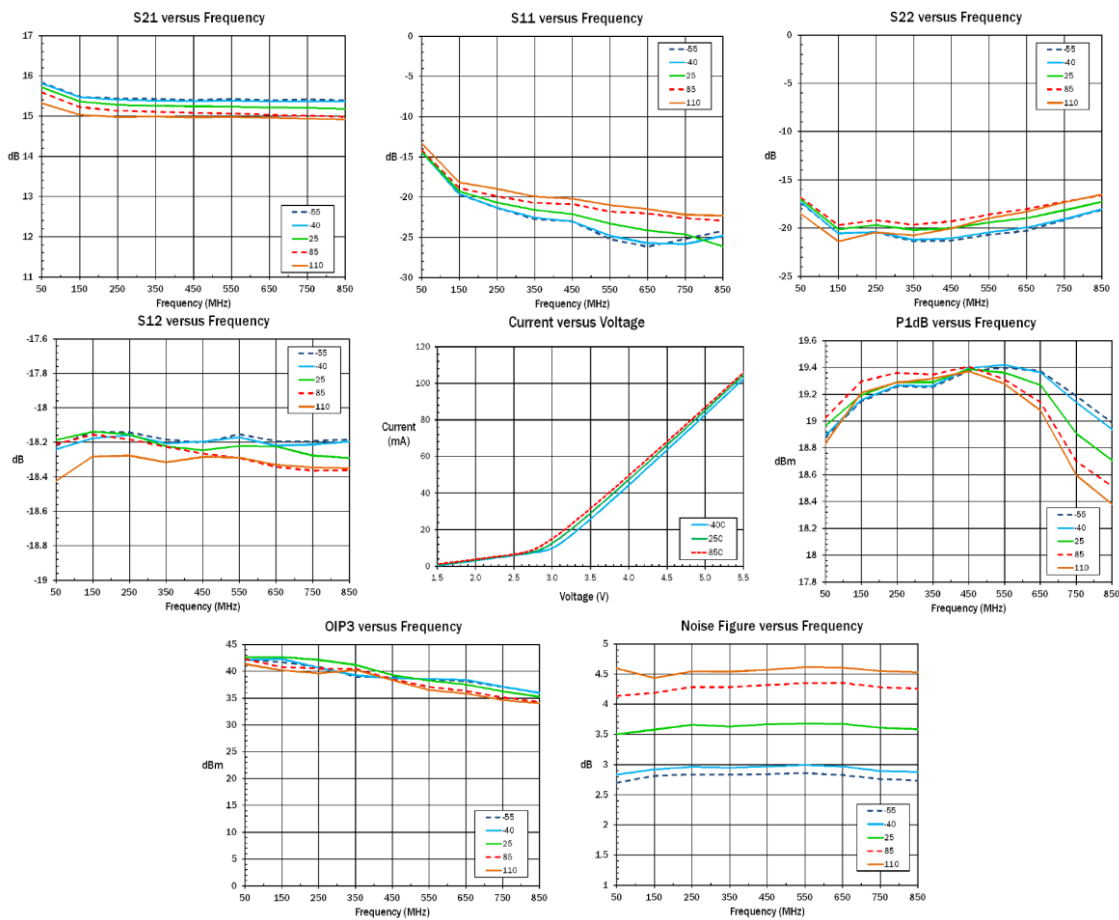 S21 versus Frequency
17
16
15
14
dB
13
12
11
-55
-40
25
85
110
50 150 250 350 450 550 650 750 850
Frequency (MHz)
S11 versus Frequency
0
-5
-10
-15
dB
-20
-25
-30
-55
-40
25
85
110
50 150 250 350 450 550 650 750 850
Frequency (MHz)
S22 versus Frequency
0
-5
-10
dB
-15
-20
-25
-55
-40
25
85
110
50 150 250 350 450 550 650 750 850
Frequency (MHz)
S12 versus Frequency
-17.6
-18
-18.2
dB
-18.4
-18.6
-18.8
-19
-55
-40
25
85
110
50 150 250 350 450 550 650 750 850
Frequency (MHz)
Current versus Voltage
120
100
80
Current
(mA)
60
40
20
0
-40C
25C
85C
1.5 2.0 2.5 3.0 3.5 4.0 4.5 5.0 5.5
Voltage (V)
P1dB versus Frequency
19.6
19.4
19.2
19
dBm
18.8
18.6
18.4
18.2
18
17.8
-55
-40
25
85
110
50 150 250 350 450 550 650 750 850
Frequency (MHz)
OIP3 versus Frequency
45
40
35
30
25
dBm
20
15
10
5
0
-55
-40
25
85
110
50 150 250 350 450 550 650 750 850
Frequency (MHz)
Noise Figure versus Frequency
5
4.5
4
3.5
3
dB
2.5
2
1.5
1
-55
-40
25
85
110
50 150 250 350 450 550 650 750 850
Frequency (MHz)